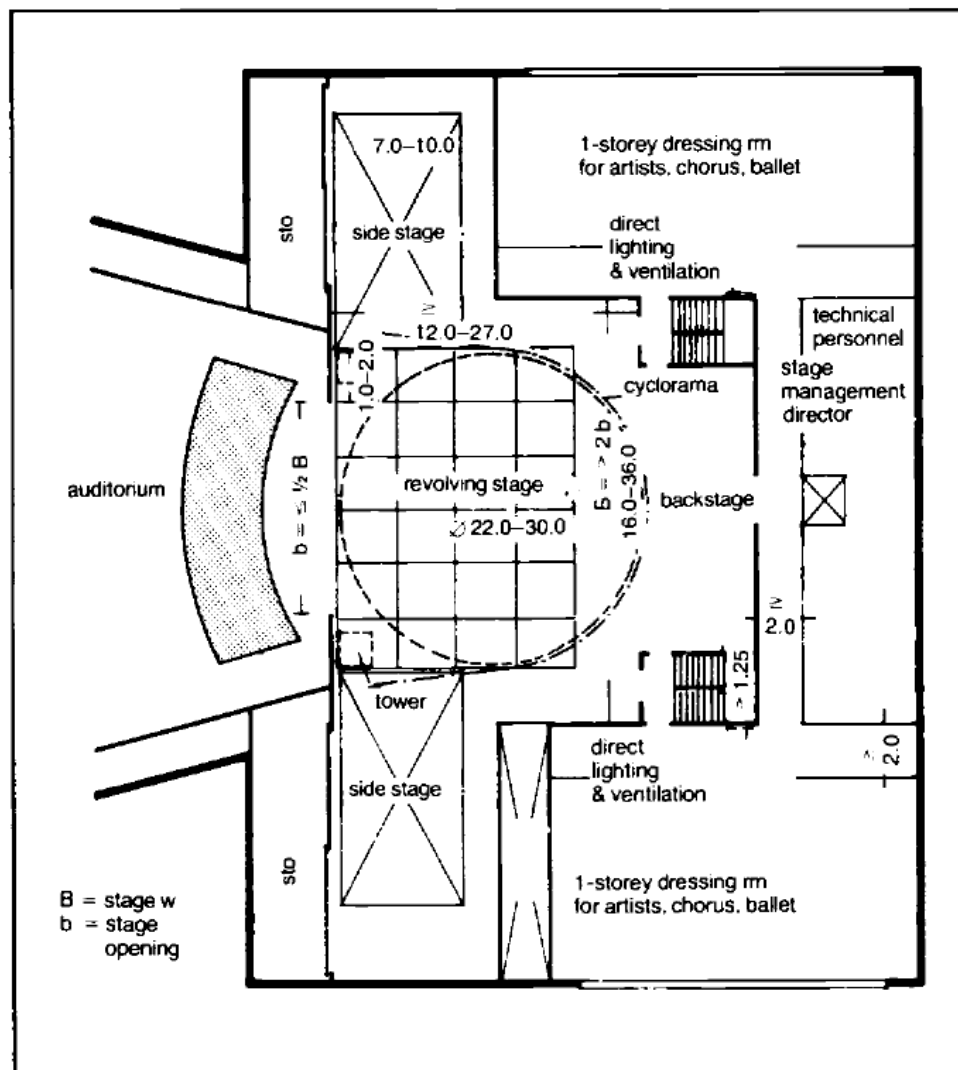 7.0–10.0
1-storey dressing rm
for artists, chorus, ballet
sto
side stage
direct
lighting
& ventilation
≥
12.0–27.0
technical
personnel
1.0–2.0
cyclorama
stage
management
director
auditorium
b = ≤ ½ B
revolving stage
∅ 22.0–30.0
B = > 2 b
16.0–36.0
backstage
≥
2.0
tower
≥ 1.25
direct
lighting
& ventilation
≥
2.0
side stage
sto
1-storey dressing rm
for artists, chorus, ballet
B = stage w
b = stage
opening